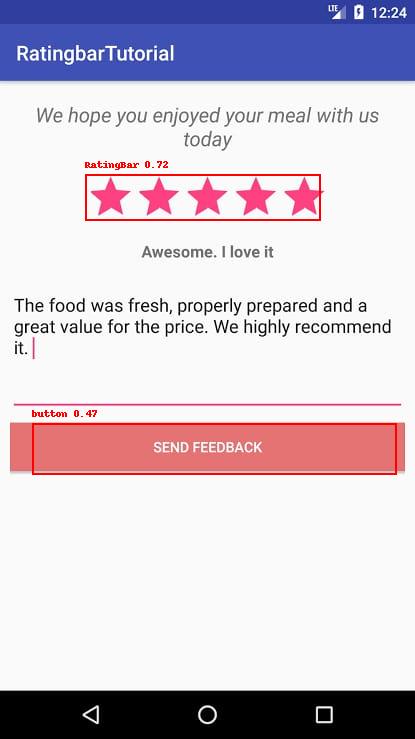 LTE 12:24
RatingbarTutorial
We hope you enjoyed your meal with us
today
RatingBar 0.72
Awesome. I love it
The food was fresh, properly prepared and a
great value for the price. We highly recommend
it.
button 0.47
SEND FEEDBACK